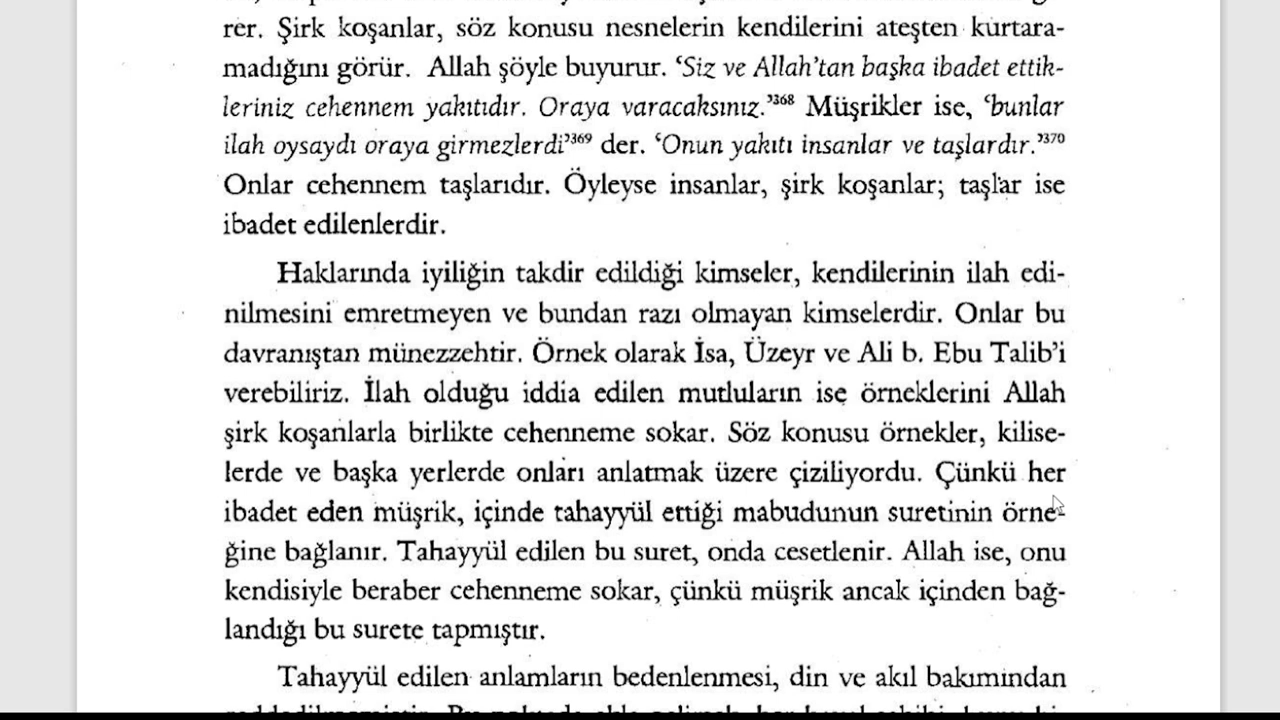 rer. Şirk koşanlar, söz konusu nesnelerin kendilerini ateşten kurtara-
madığını görür. Allah şöyle buyurur. ‘Siz ve Allah’tan başka ibadet ettik-
leriniz cehennem yakıtıdır. Oraya varacaksınız.’³⁶⁸ Müşrikler ise, ‘bunlar
ilah oysaydı oraya girmezlerdi’³⁶⁹ der. ‘Onun yakıtı insanlar ve taşlardır.’³⁷⁰
Onlar cehennem taşlarıdır. Öyleyse insanlar, şirk koşanlar; taşlar ise
ibadet edilenlerdir.
Haklarında iyiliğin takdir edildiği kimseler, kendilerinin ilah edi-
nilmesini emretmeyen ve bundan razı olmayan kimselerdir. Onlar bu
davranıştan münezzehtir. Örnek olarak İsa, Üzeyr ve Ali b. Ebu Talib’i
verebiliriz. İlah olduğu iddia edilen mutluların ise örneklerini Allah
şirk koşanlarla birlikte cehenneme sokar. Söz konusu örnekler, kilise-
lerde ve başka yerlerde onları anlatmak üzere çiziliyordu. Çünkü her
ibadet eden müşrik, içinde tahayyül ettiği mabudunun suretinin örne-
ğine bağlanır. Tahayyül edilen bu suret, onda cesetlenir. Allah ise, onu
kendisiyle beraber cehenneme sokar, çünkü müşrik ancak içinden bağ-
landığı bu surete tapmıştır.
Tahayyül edilen anlamların bedenlenmesi, din ve akıl bakımından